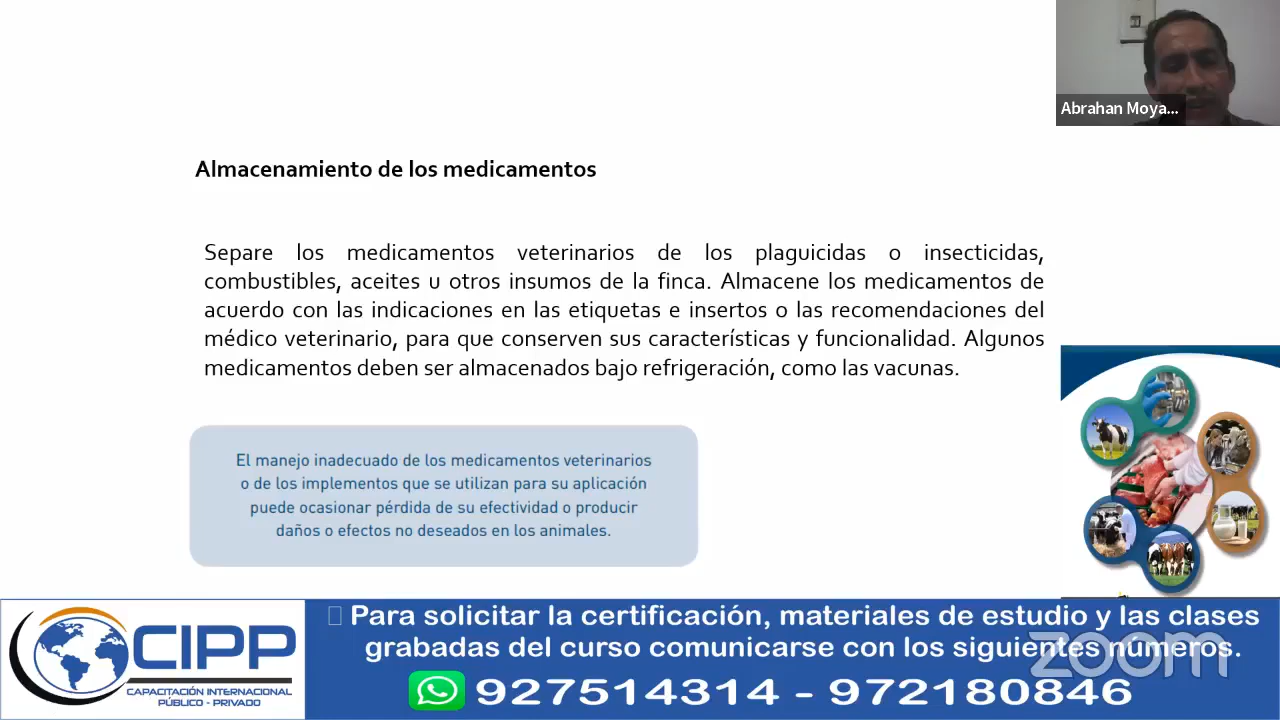 Abrahan Moya...
Almacenamiento de los medicamentos
Separe los medicamentos veterinarios de los plaguicidas o insecticidas,
combustibles, aceites u otros insumos de la finca. Almacene los medicamentos de
acuerdo con las indicaciones en las etiquetas e insertos o las recomendaciones del
médico veterinario, para que conserven sus características y funcionalidad. Algunos
medicamentos deben ser almacenados bajo refrigeración, como las vacunas.
El manejo inadecuado de los medicamentos veterinarios
o de los implementos que se utilizan para su aplicación
puede ocasionar pérdida de su efectividad o producir
daños o efectos no deseados en los animales.
CIPP
CAPACITACIÓN INTERNACIONAL
PÚBLICO - PRIVADO
Para solicitar la certificación, materiales de estudio y las clases
grabadas del curso comunicarse con los siguientes números.
927514314 - 972180846
zoom